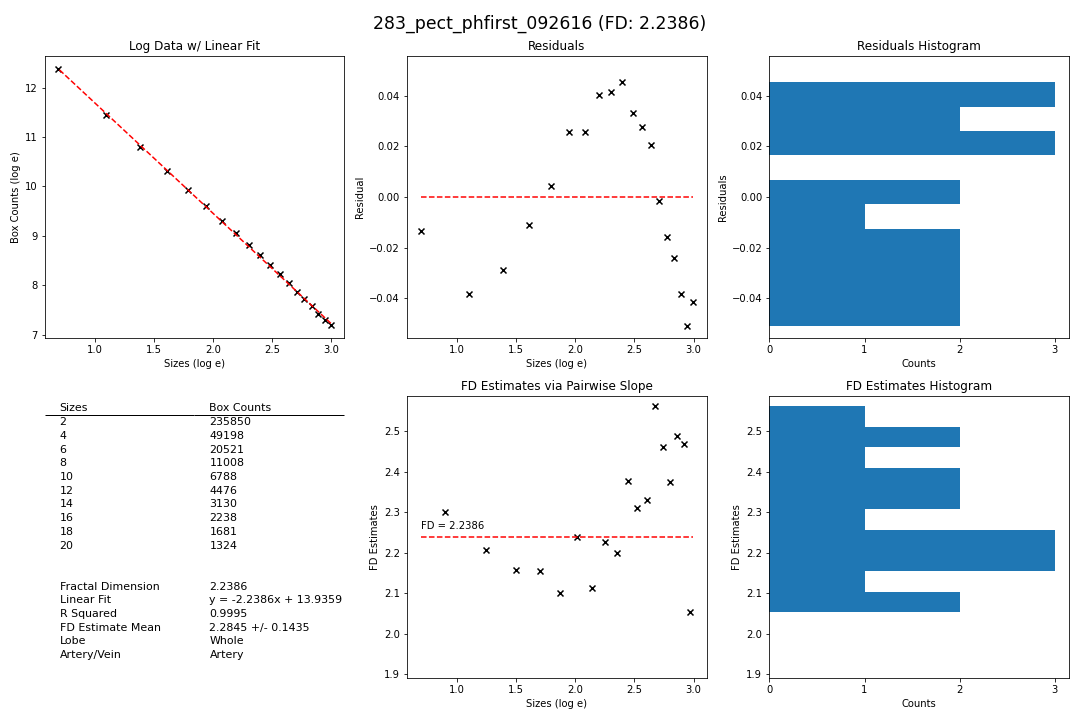 283_pect_phfirst_092616 (FD: 2.2386)
Log Data w/ Linear Fit
Box Counts (log e)
12
11
10
9
8
7
1.0 1.5 2.0 2.5 3.0
Sizes (log e)
Residuals
Residual
0.04
0.02
0.00
−0.02
−0.04
1.0 1.5 2.0 2.5 3.0
Sizes (log e)
Residuals Histogram
Residuals
0.04
0.02
0.00
−0.02
−0.04
0 1 2 3
Counts
Sizes Box Counts
2 235850
4 49198
6 20521
8 11008
10 6788
12 4476
14 3130
16 2238
18 1681
20 1324
Fractal Dimension 2.2386
Linear Fit y = -2.2386x + 13.9359
R Squared 0.9995
FD Estimate Mean 2.2845 +/- 0.1435
Lobe Whole
Artery/Vein Artery
FD Estimates via Pairwise Slope
FD Estimates
2.5
2.4
2.3
2.2
2.1
2.0
1.9
FD = 2.2386
1.0 1.5 2.0 2.5 3.0
Sizes (log e)
FD Estimates Histogram
FD Estimates
2.5
2.4
2.3
2.2
2.1
2.0
1.9
0 1 2 3
Counts